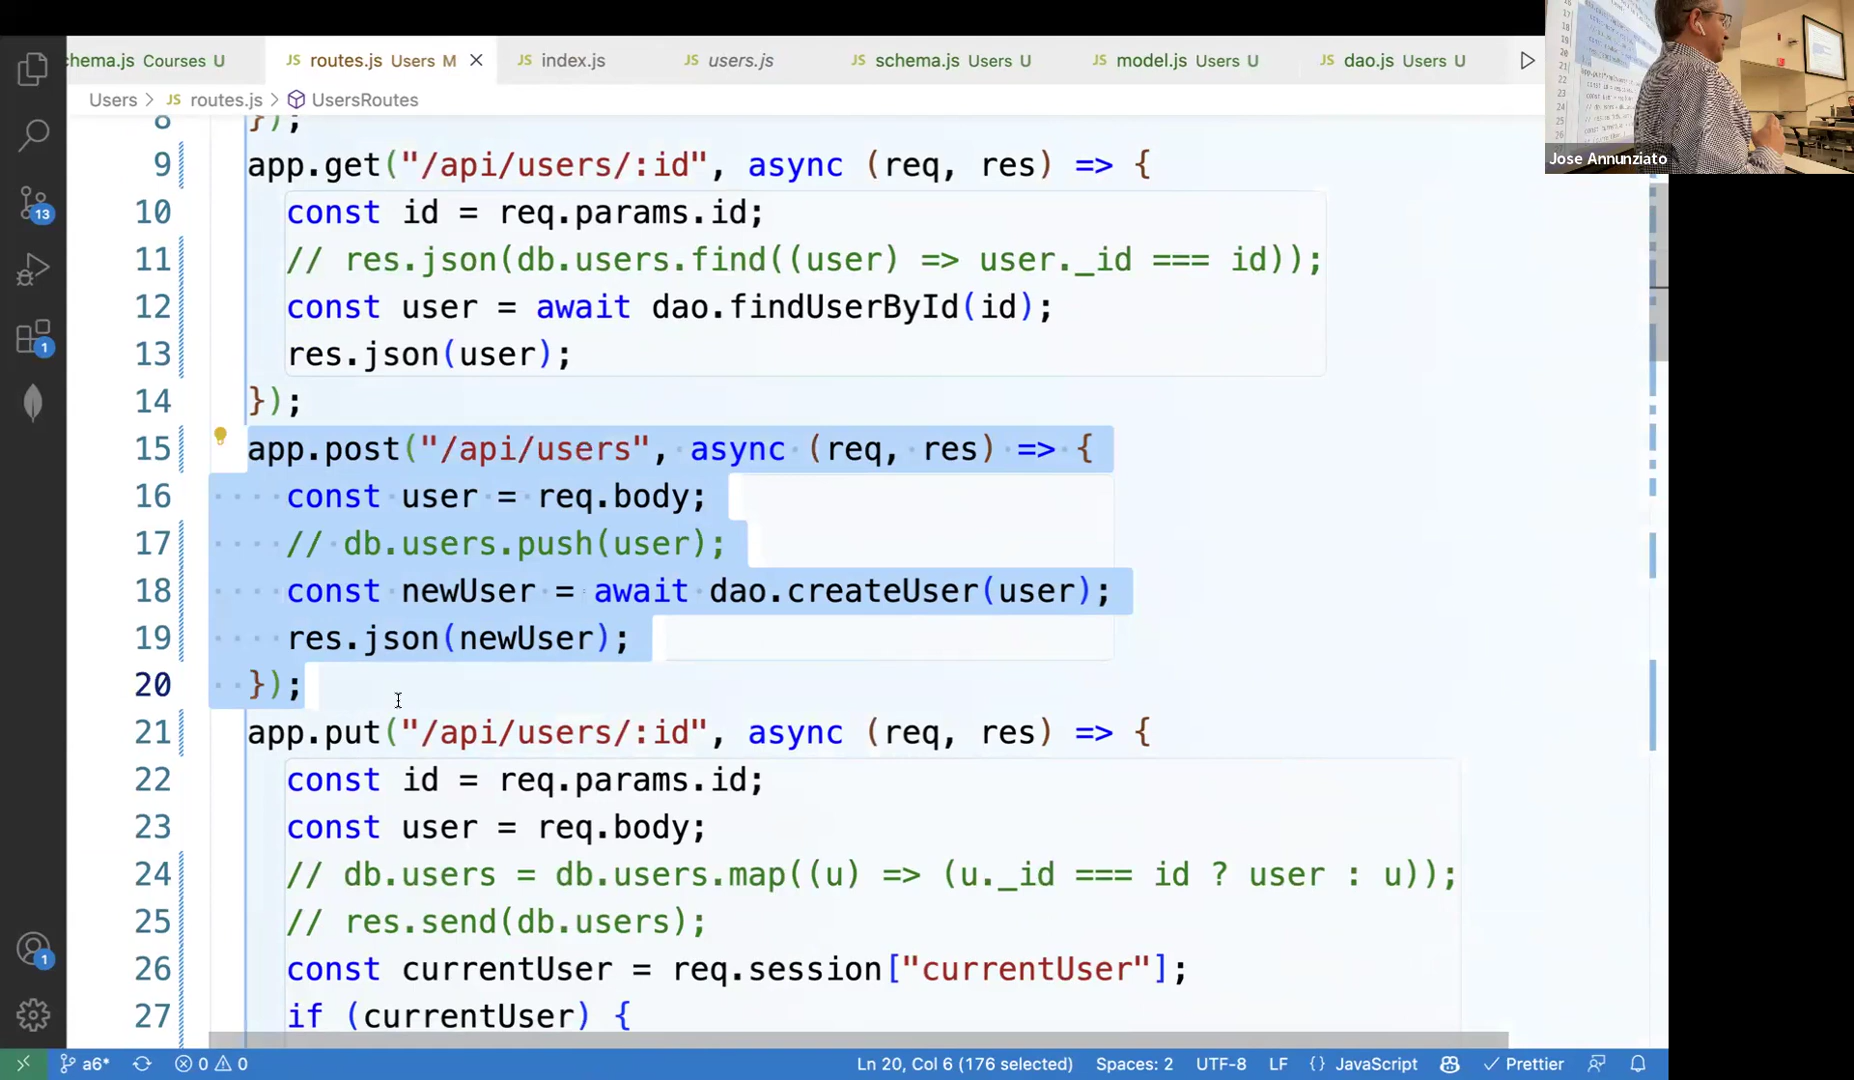 hema.js Courses U
JS routes.js Users M
JS index.js
JS users.js
JS schema.js Users U
JS model.js Users U
JS dao.js Users U
Users > JS routes.js > UsersRoutes
8 });
9 app.get("/api/users/:id", async (req, res) => {
10 const id = req.params.id;
11 // res.json(db.users.find((user) => user._id === id));
12 const user = await dao.findUserById(id);
13 res.json(user);
14 });
15 app.post("/api/users", async (req, res) => {
16 const user = req.body;
17 // db.users.push(user);
18 const newUser = await dao.createUser(user);
19 res.json(newUser);
20 });
21 app.put("/api/users/:id", async (req, res) => {
22 const id = req.params.id;
23 const user = req.body;
24 // db.users = db.users.map((u) => (u._id === id ? user : u));
25 // res.send(db.users);
26 const currentUser = req.session["currentUser"];
27 if (currentUser) {
13
1
1
Jose Annunziato
a6* 0 0 Ln 20, Col 6 (176 selected) Spaces: 2 UTF-8 LF {} JavaScript Prettier